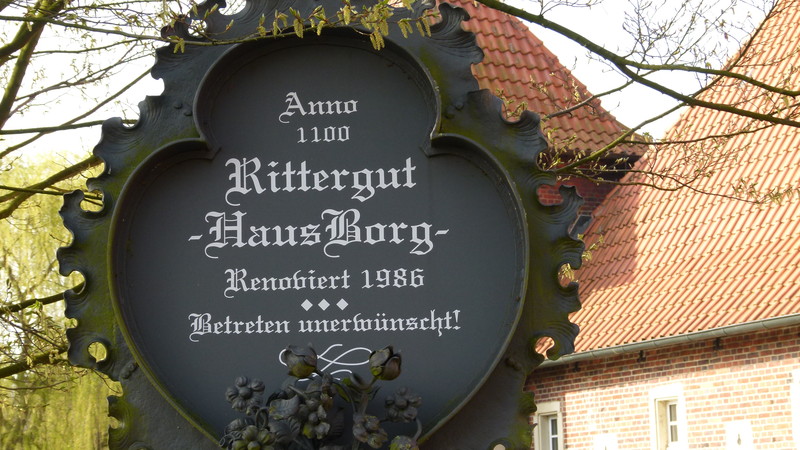 Anno
1100
Rittergut
-HausBorg-
Renoviert 1986
Betreten unerwünscht!